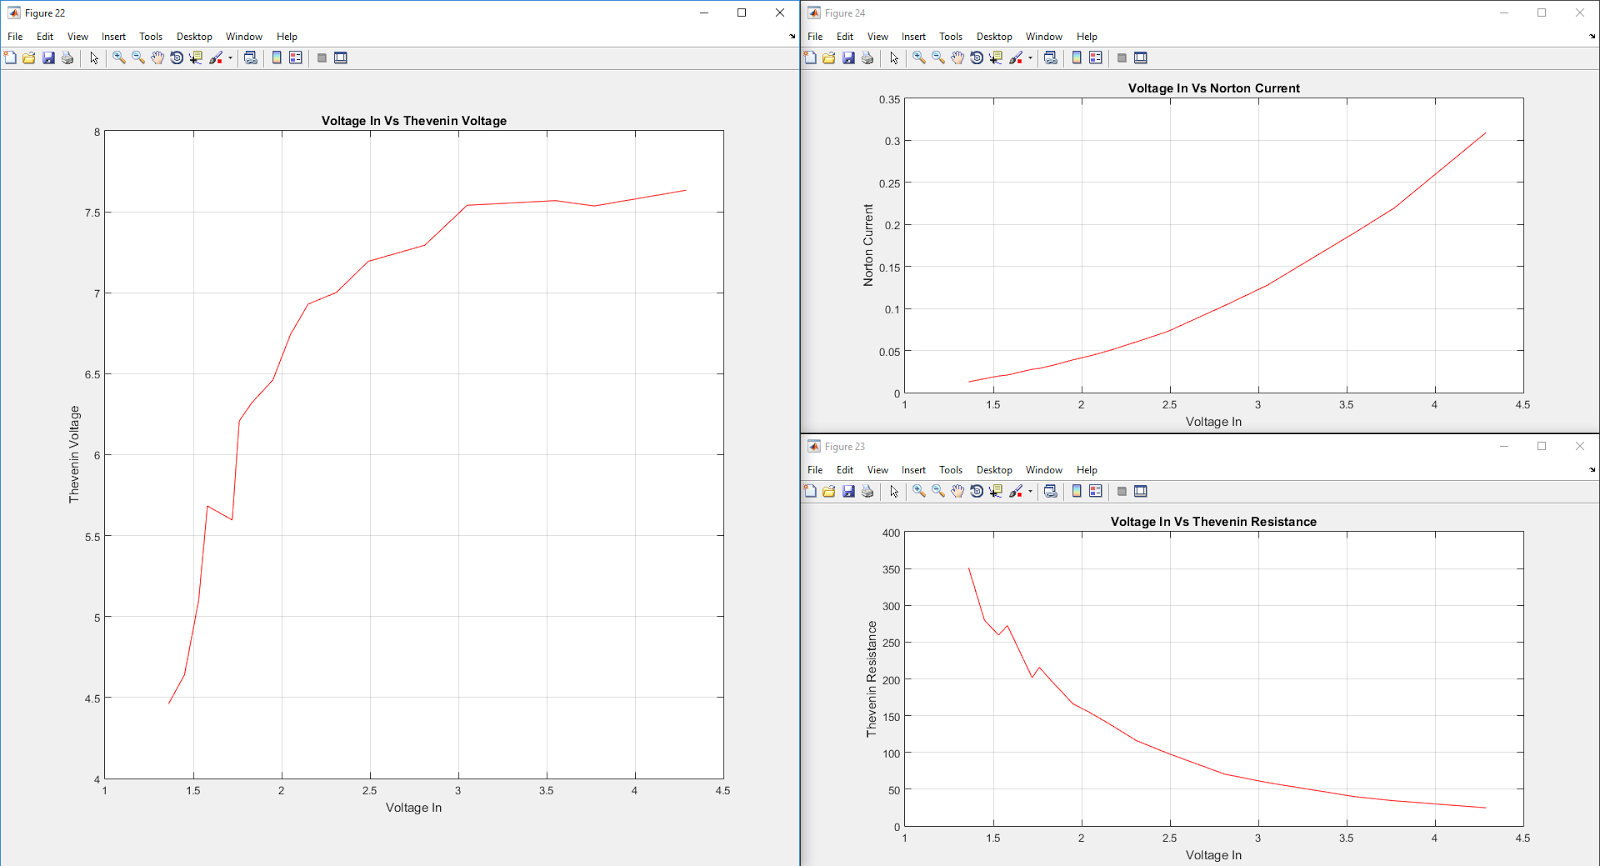 Figure 22
File Edit View Insert Tools Desktop Window Help
Voltage In Vs Thevenin Voltage
8
7.5
7
6.5
6
5.5
5
4.5
4
Thevenin Voltage
1 1.5 2 2.5 3 3.5 4 4.5
Voltage In
Figure 24
File Edit View Insert Tools Desktop Window Help
Voltage In Vs Norton Current
0.35
0.3
0.25
0.2
0.15
0.1
0.05
0
Norton Current
1 1.5 2 2.5 3 3.5 4 4.5
Voltage In
Figure 23
File Edit View Insert Tools Desktop Window Help
Voltage In Vs Thevenin Resistance
400
350
300
250
200
150
100
50
0
Thevenin Resistance
1 1.5 2 2.5 3 3.5 4 4.5
Voltage In